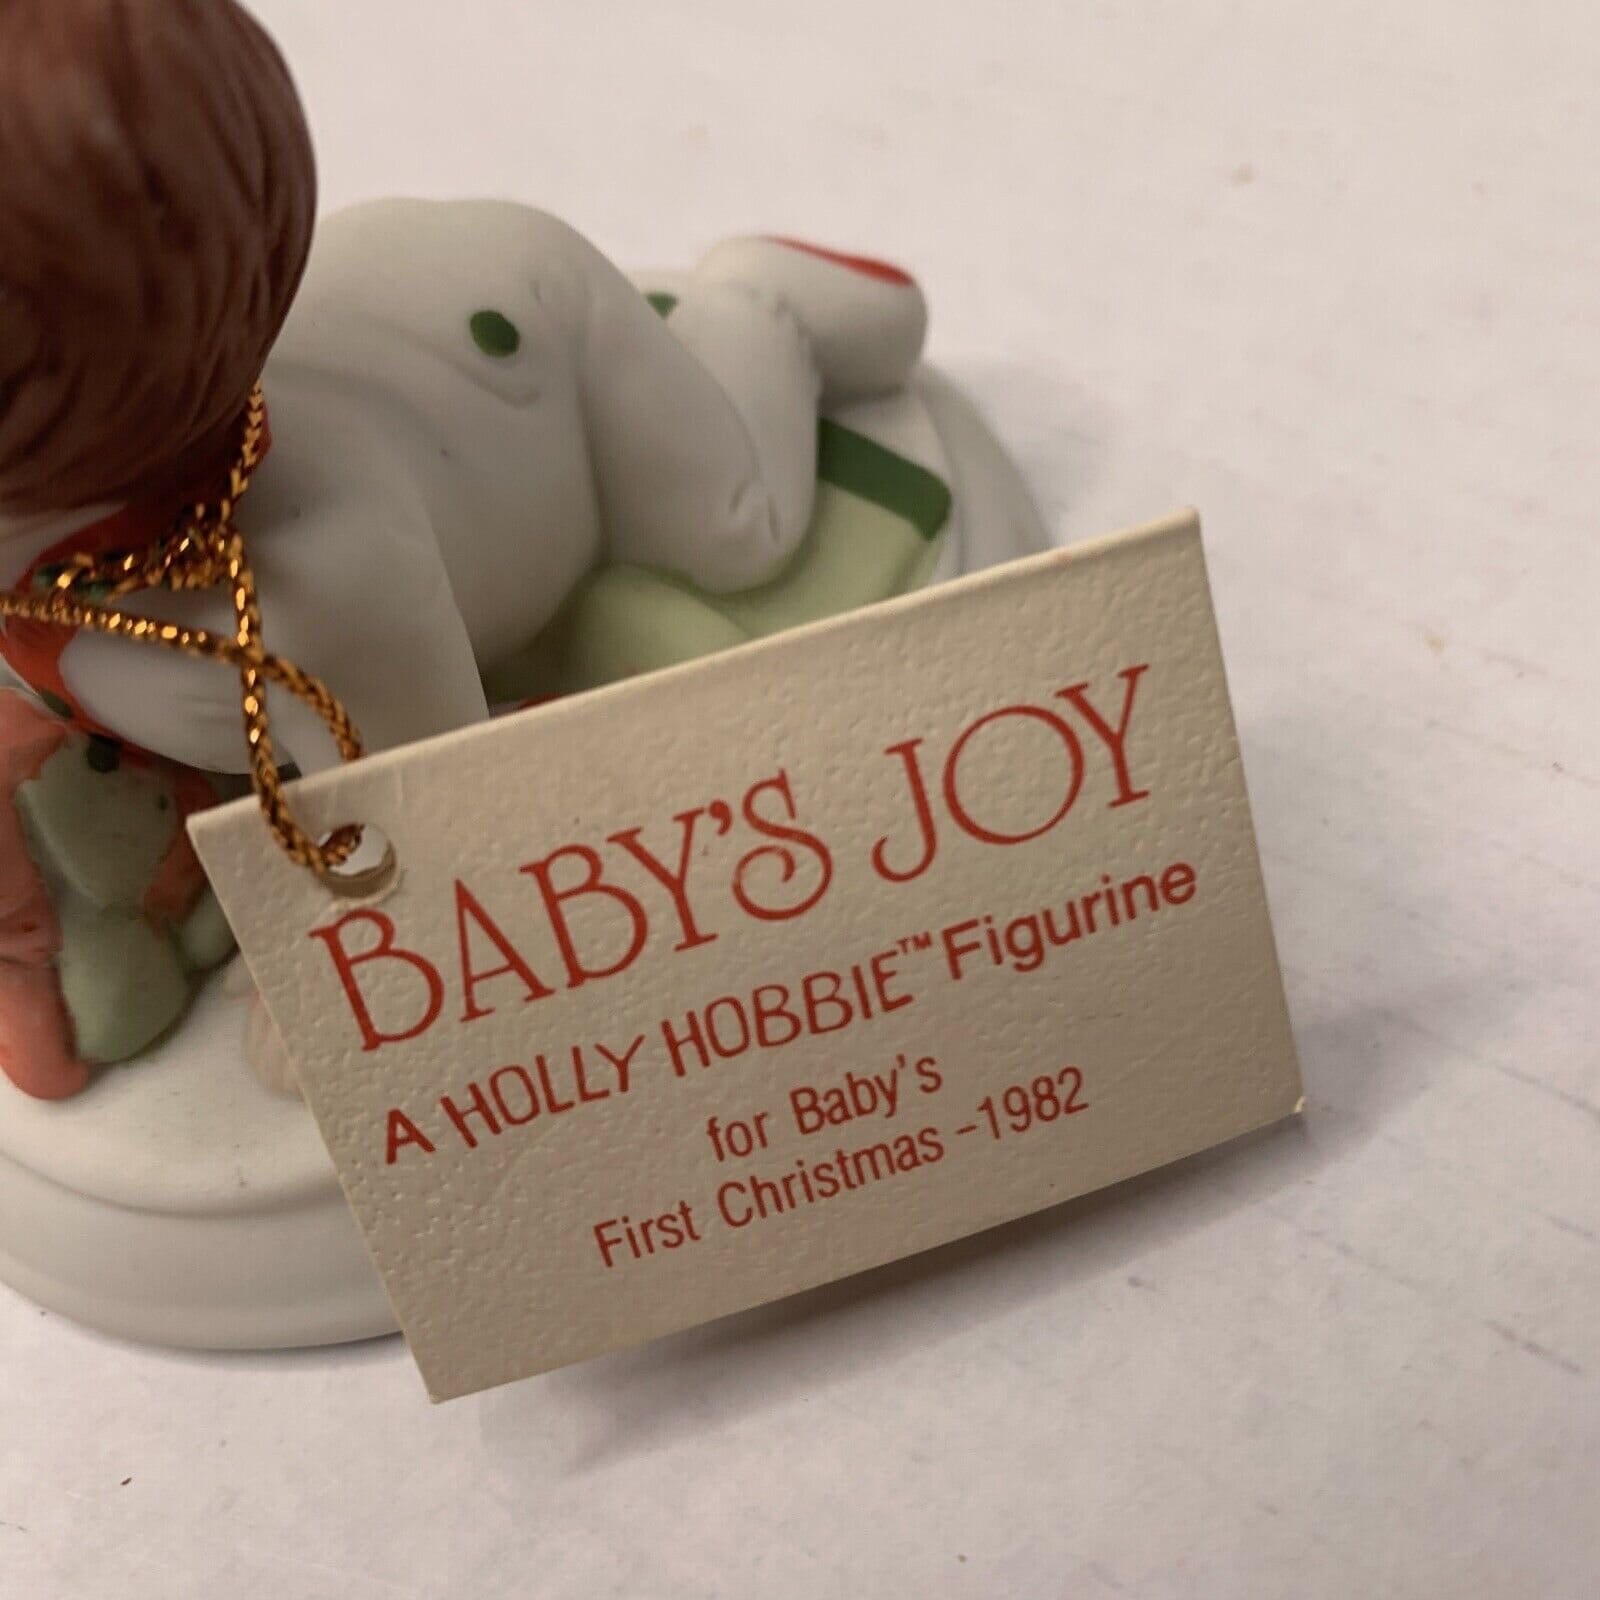 BABY'S JOY
A HOLLY HOBBIE™ Figurine
for Baby's
First Christmas -1982